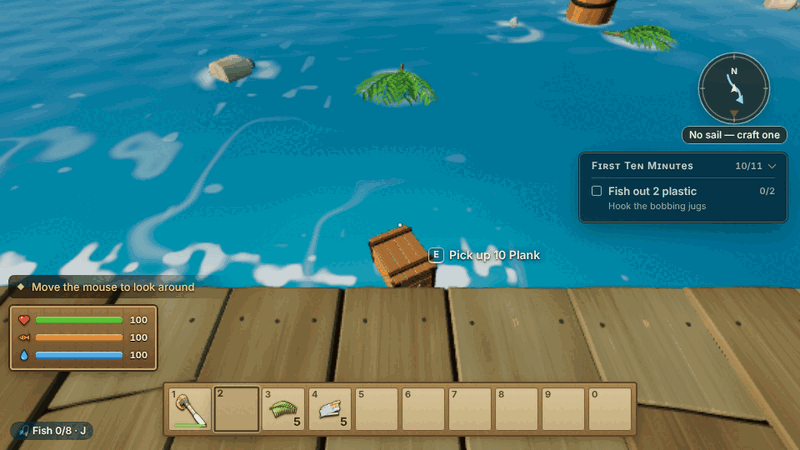 N
No sail — craft one
First Ten Minutes 10/11
Fish out 2 plastic 0/2
Hook the bobbing jugs
E Pick up 10 Plank
Move the mouse to look around
100
100
100
1 2 3 4 5 6 7 8 9 0
5 5
Fish 0/8 · J